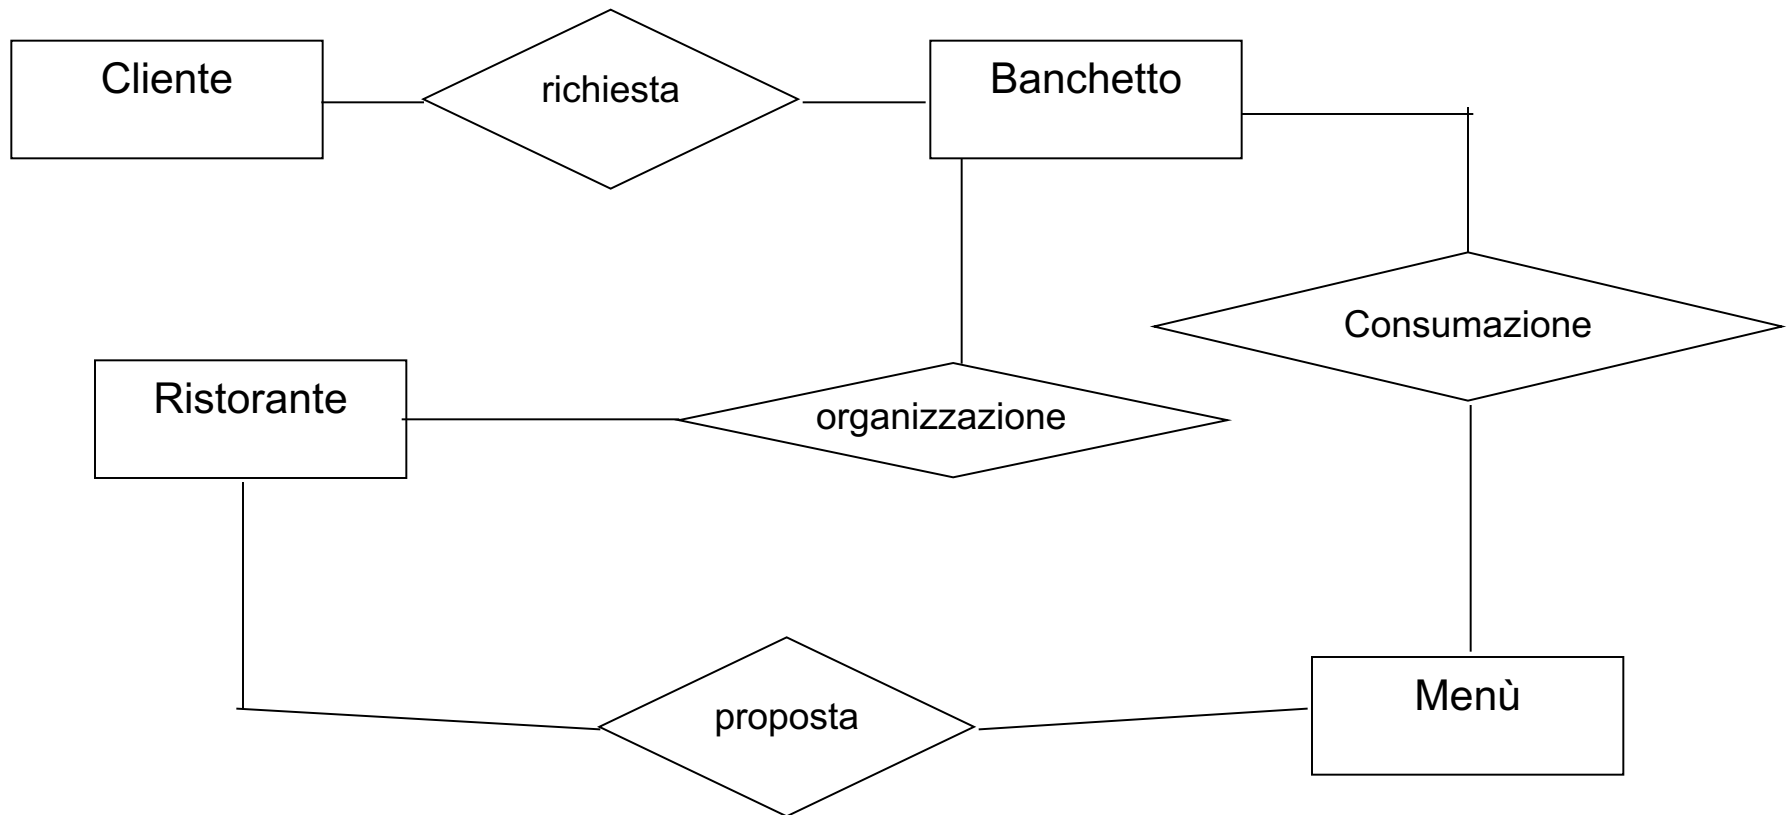 Cliente
richiesta
Banchetto
Consumazione
Ristorante
organizzazione
Menù
proposta